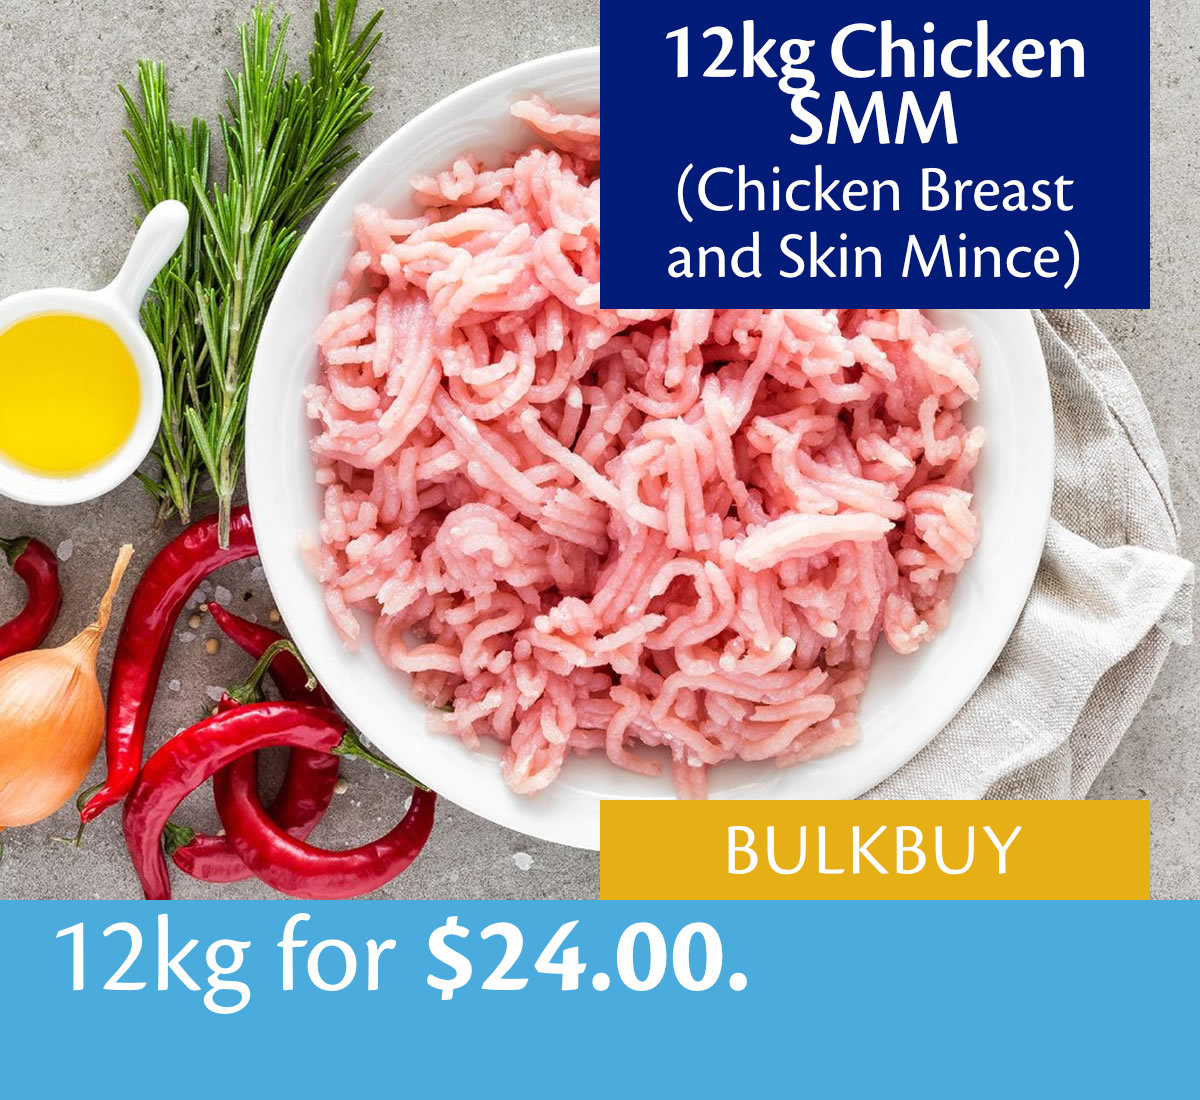 12kg Chicken
SMM
(Chicken Breast
and Skin Mince)
BULKBUY
12kg for $24.00.